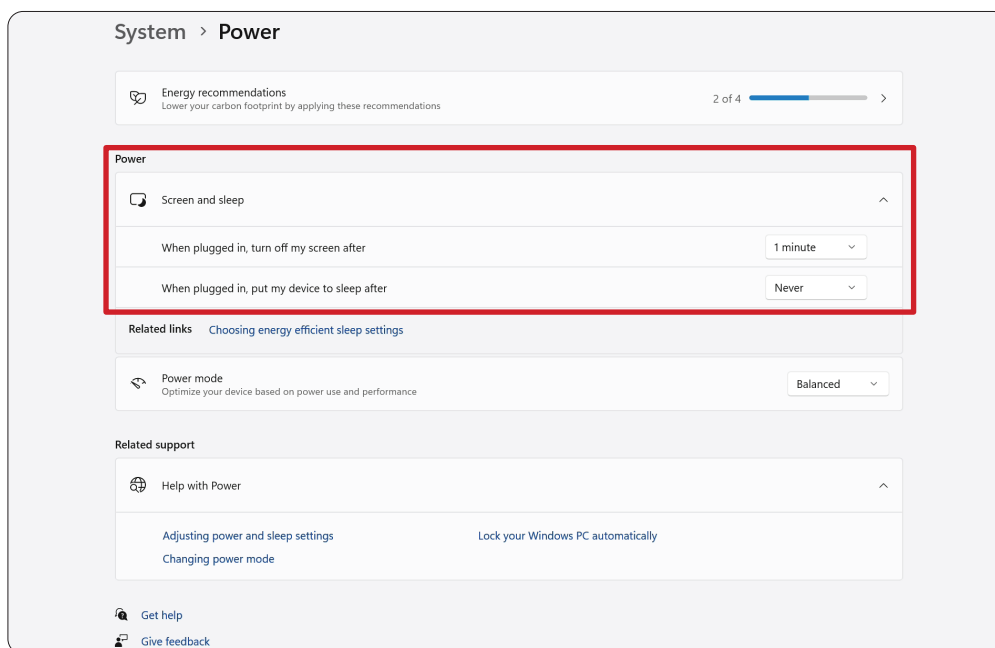 System > Power
Energy recommendations
Lower your carbon footprint by applying these recommendations
2 of 4
Power
Screen and sleep
When plugged in, turn off my screen after
1 minute
When plugged in, put my device to sleep after
Never
Related links Choosing energy efficient sleep settings
Power mode
Optimize your device based on power use and performance
Balanced
Related support
Help with Power
Adjusting power and sleep settings
Lock your Windows PC automatically
Changing power mode
Get help
Give feedback